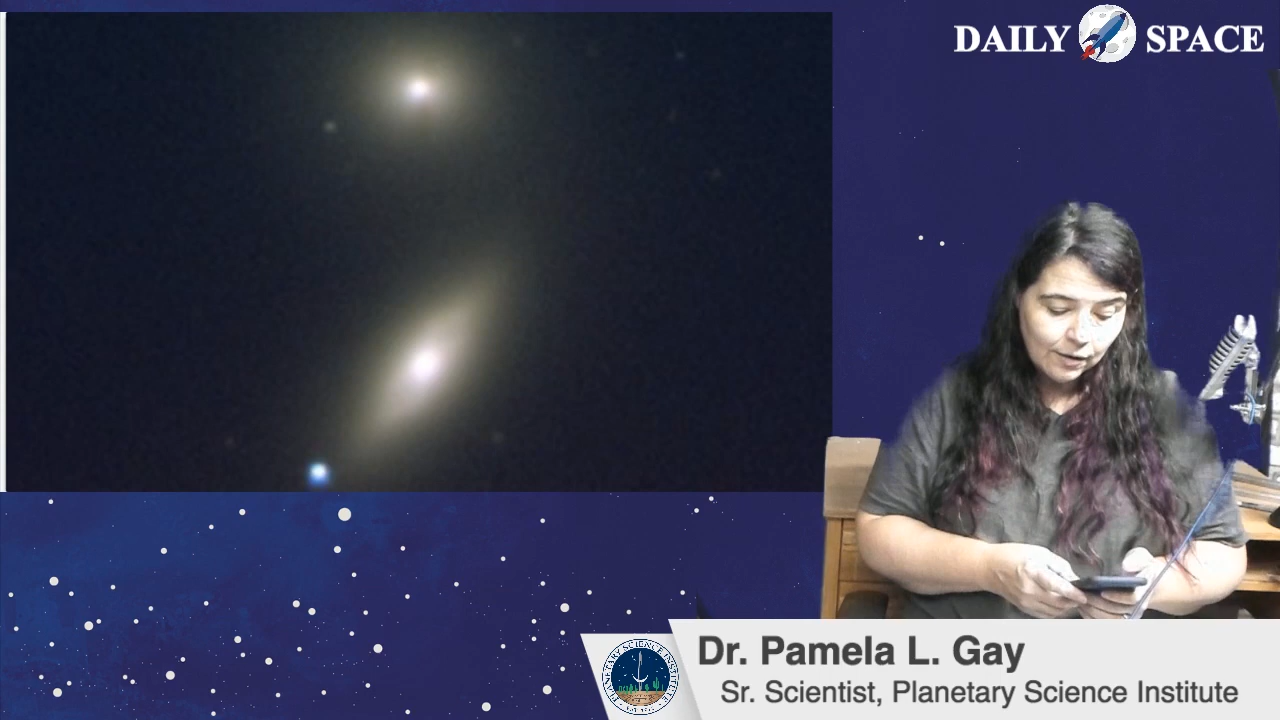 DAILY SPACE
Dr. Pamela L. Gay
Sr. Scientist, Planetary Science Institute